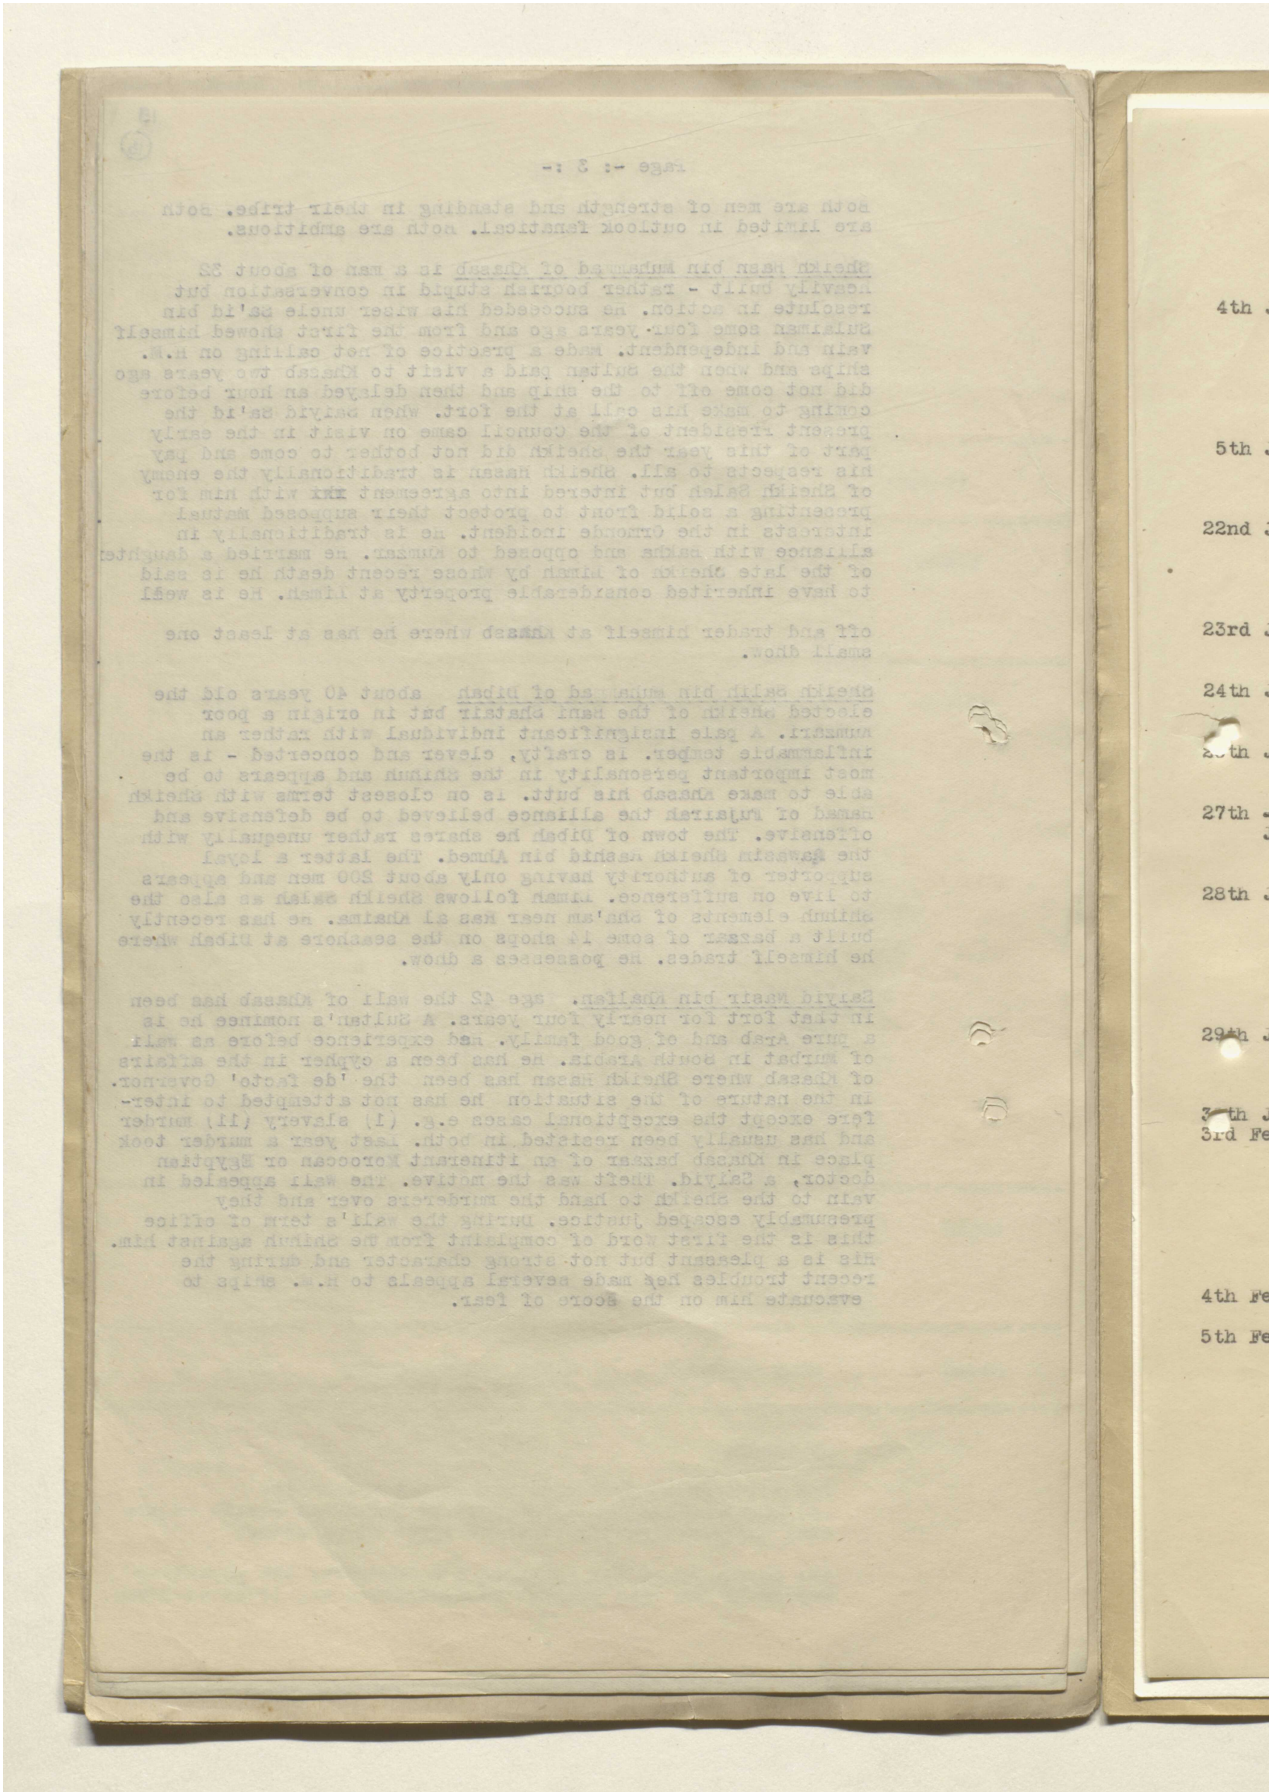 Page -: 3 :-
Both are men of strength and standing in their tribe. Both
are limited in outlook fanatical. Both are ambitious.
Sheikh Hasn bin Muhammad of Khasab is a man of about 32
heavily built - rather boorish stupid in conversation but
resolute in action. He succeeded his wiser uncle Sa'id bin
Sulaiman some four years ago and from the first showed himself
vain and independent. Made a practice of not calling on H.M.
ships and when the Sultan paid a visit to Khasab two years ago
did not come off to the ship and then delayed an hour before
coming to make his call at the fort. When Saiyid Sa'id the
present President of the Council came on visit in the early
part of this year the Sheikh did not bother to come and pay
his respects to all. Sheikh Hasan is traditionally the enemy
of Sheikh Salah but intered into agreement with him for
presenting a solid front to protect their supposed mutual
interests in the Ormonde incident. He is traditionally in
alliance with Bakha and opposed to Kumzar. He married a daughter
of the late Sheikh of Limah by whose recent death he is said
to have inherited considerable property at Limah. He is well
off and trader himself at Khasab where he has at least one
small dhow.
Sheikh Salih bin Muhammad of Dibah about 40 years old the
elected Sheikh of the Bani Shatair but in origin a poor
Kumzari. A pale insignificant individual with rather an
inflammable temper. Is crafty, clever and concerted - is the
most important personality in the Shihuh and appears to be
able to make Khasab his butt. Is on closest terms with Sheikh
Hamad of Fujairah the alliance believed to be defensive and
offensive. The town of Dibah he shares rather unequally with
the Qawasim Sheikh Rashid bin Ahmed. The latter a loyal
supporter of authority having only about 200 men and appears
to live on sufference. Limah follows Sheikh Salah as also the
Shihuh elements of Sha'am near Ras al Khaima. He has recently
built a bazaar of some 14 shops on the seashore at Dibah where
he himself trades. He possesses a dhow.
Saiyid Nasir bin Khalfan. age 42 the wali of Khasab has been
in that fort for nearly four years. A Sultan's nominee he is
a pure Arab and of good family. Had experience before as wali
of Murbat in South Arabia. He has been a cypher in the affairs
of Khasab where Sheikh Hasan has been the 'de facto' Governor.
in the nature of the situation he has not attempted to inter-
fere except the exceptional cases e.g. (i) slavery (ii) murder
and has usually been resisted in both. Last year a murder took
place in Khasab bazaar of an itinerant Moroccan or Egyptian
doctor, a Saiyid. Theft was the motive. The wali appealed in
vain to the Sheikh to hand the murderers over and they
presumably escaped justice. During the wali's term of office
this is the first word of complaint from the Shihuh against him.
His is a pleasant but not strong character and during the
recent troubles he made several appeals to H.M. ships to
evacuate him on the score of fear.
4th J
5th J
22nd J
23rd J
24th J
th J
27th J
J
28th J
29th J
th J
3rd Fe
4th Fe
5th Fe